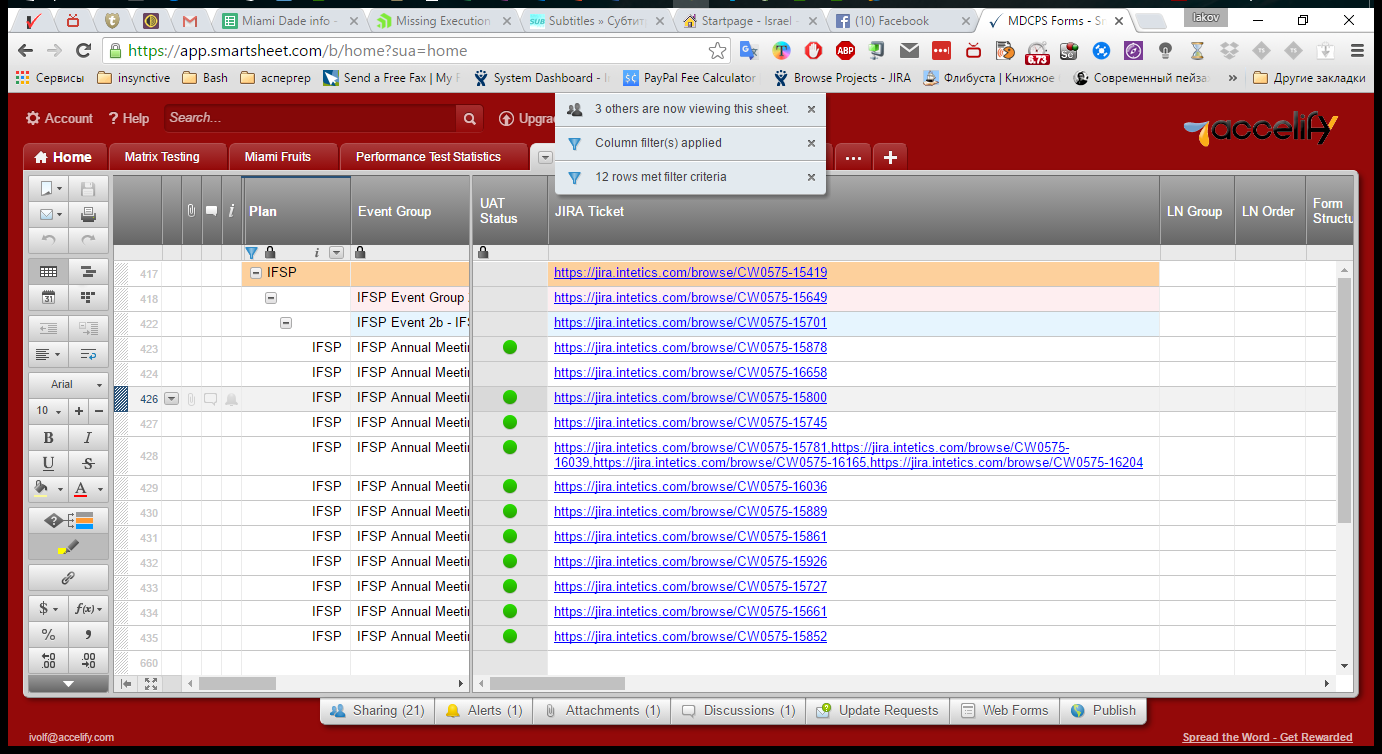 Miami Dade info -
Missing Execution
SUB Subtitles » Субтит
Startpage - Israel -
(10) Facebook
MDCPS Forms - Sm
Iakov
https://app.smartsheet.com/b/home?sua=home
ABP
6.73
Сервисы
insynctive
Bash
аспергер
Send a Free Fax | My F
System Dashboard - I
$C PayPal Fee Calculator
Browse Projects - JIRA
Флибуста | Книжное
Современный пейза
»
Другие закладки
3 others are now viewing this sheet.
Column filter(s) applied
12 rows met filter criteria
Account
? Help
Search...
Upgra
accelify
Home
Matrix Testing
Miami Fruits
Performance Test Statistics
...
+
i
Plan
Event Group
UAT
Status
JIRA Ticket
LN Group
LN Order
Form
Structu
i
417 IFSP https://jira.intetics.com/browse/CW0575-15419
418 IFSP Event Group https://jira.intetics.com/browse/CW0575-15649
422 IFSP Event 2b - IFS https://jira.intetics.com/browse/CW0575-15701
423 IFSP IFSP Annual Meetin https://jira.intetics.com/browse/CW0575-15878
424 IFSP IFSP Annual Meetin https://jira.intetics.com/browse/CW0575-16658
426 IFSP IFSP Annual Meetin https://jira.intetics.com/browse/CW0575-15800
427 IFSP IFSP Annual Meetin https://jira.intetics.com/browse/CW0575-15745
428 IFSP IFSP Annual Meetin https://jira.intetics.com/browse/CW0575-15781,https://jira.intetics.com/browse/CW0575-
16039,https://jira.intetics.com/browse/CW0575-16165,https://jira.intetics.com/browse/CW0575-16204
429 IFSP IFSP Annual Meetin https://jira.intetics.com/browse/CW0575-16036
430 IFSP IFSP Annual Meetin https://jira.intetics.com/browse/CW0575-15889
431 IFSP IFSP Annual Meetin https://jira.intetics.com/browse/CW0575-15861
432 IFSP IFSP Annual Meetin https://jira.intetics.com/browse/CW0575-15926
433 IFSP IFSP Annual Meetin https://jira.intetics.com/browse/CW0575-15727
434 IFSP IFSP Annual Meetin https://jira.intetics.com/browse/CW0575-15661
435 IFSP IFSP Annual Meetin https://jira.intetics.com/browse/CW0575-15852
660
31
Arial
10 + −
B I
U S
A
?
$ f(x)
% ,
.0 .00
.00 .0
Sharing (21)
Alerts (1)
Attachments (1)
Discussions (1)
Update Requests
Web Forms
Publish
ivolf@accelify.com
Spread the Word - Get Rewarded